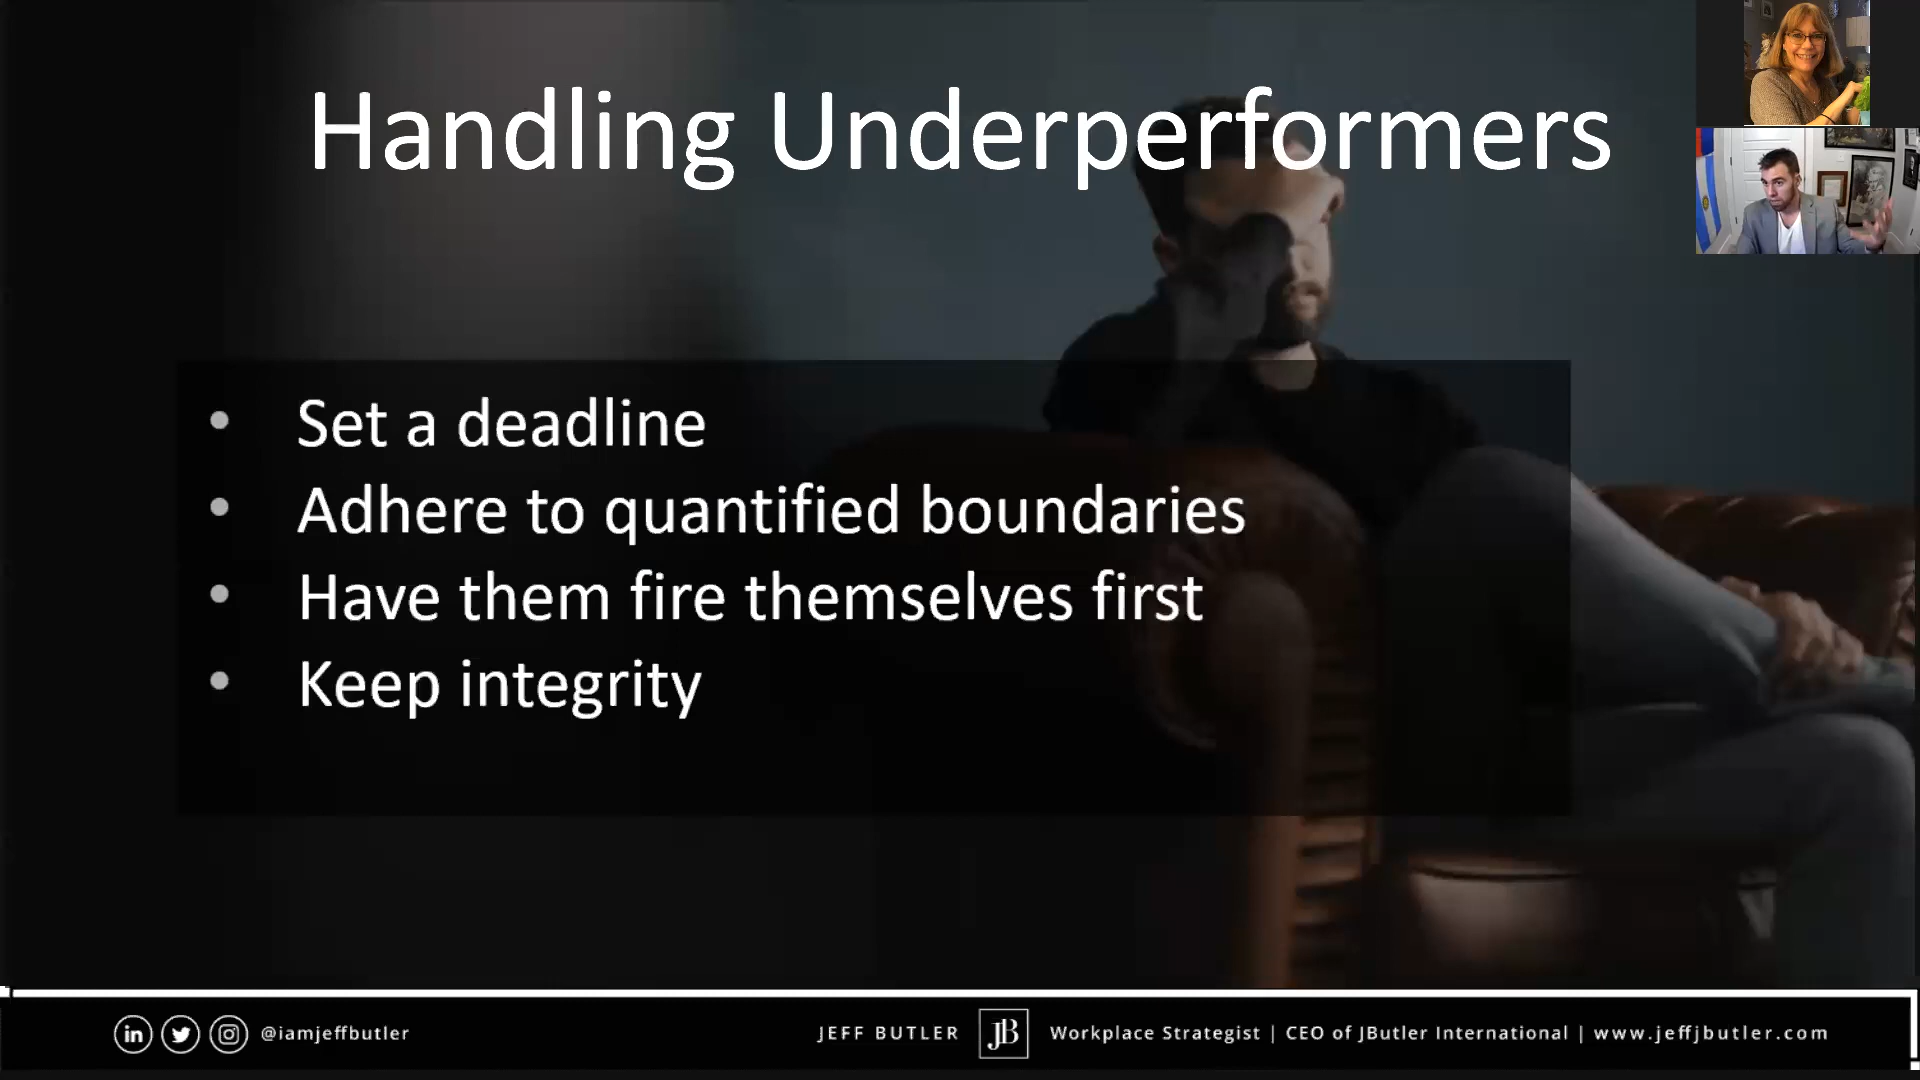 Handling Underperformers
• Set a deadline
• Adhere to quantified boundaries
• Have them fire themselves first
• Keep integrity
in @iamjeffbutler JEFF BUTLER JB Workplace Strategist | CEO of JButler International | www.jeffjbutler.com